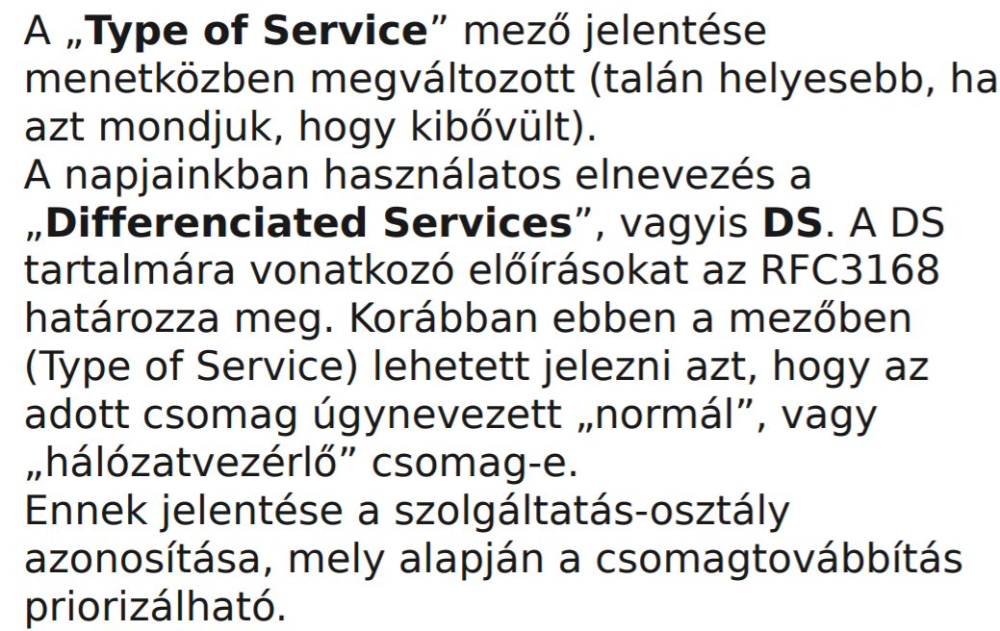 A „Type of Service” mező jelentése
menetközben megváltozott (talán helyesebb, ha
azt mondjuk, hogy kibővült).
A napjainkban használatos elnevezés a
„Differenciated Services”, vagyis DS. A DS
tartalmára vonatkozó előírásokat az RFC3168
határozza meg. Korábban ebben a mezőben
(Type of Service) lehetett jelezni azt, hogy az
adott csomag úgynevezett „normál”, vagy
„hálózatvezérlő” csomag-e.
Ennek jelentése a szolgáltatás-osztály
azonosítása, mely alapján a csomagtovábbítás
priorizálható.